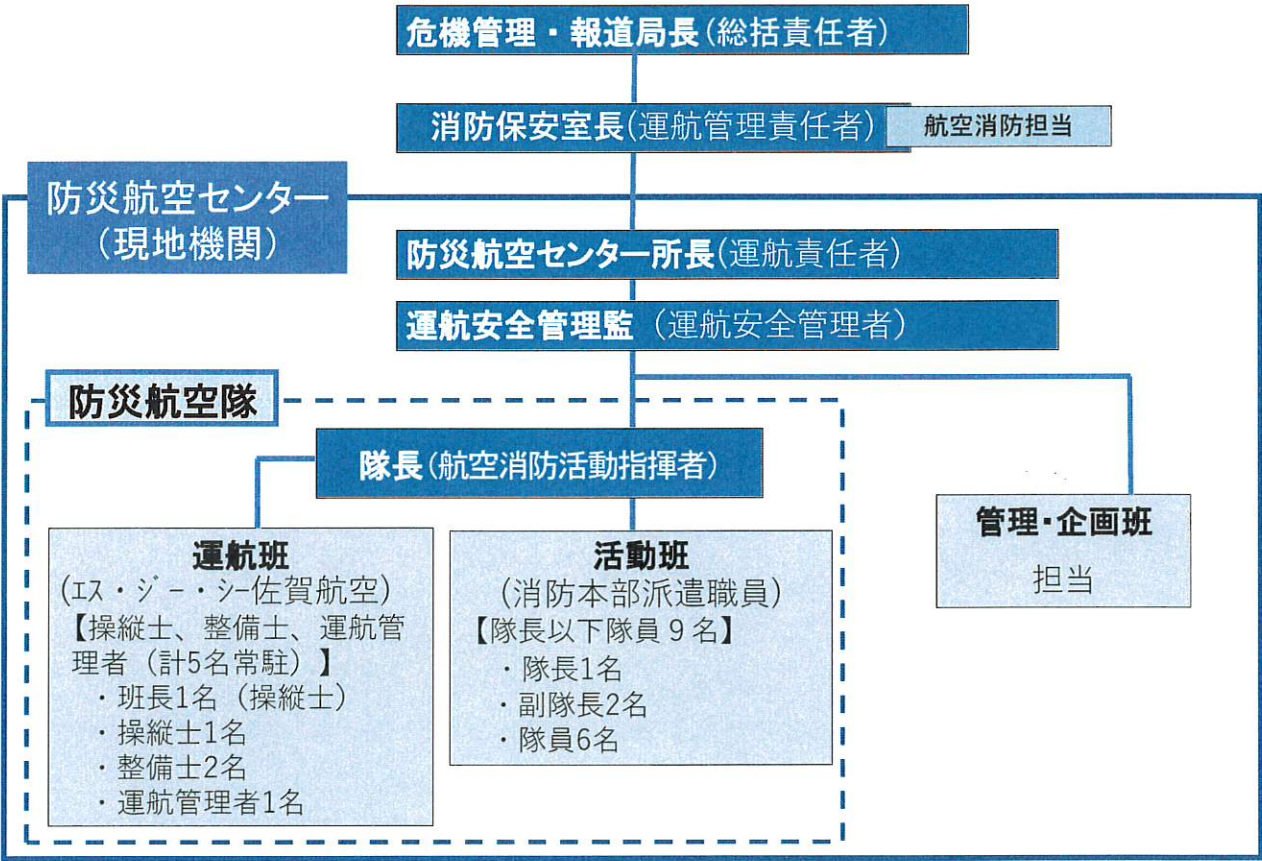 危機管理・報道局長(総括責任者)
消防保安室長(運航管理責任者)
航空消防担当
防災航空センター
（現地機関）
防災航空センター所長(運航責任者)
運航安全管理監（運航安全管理者）
防災航空隊
隊長(航空消防活動指揮者)
運航班
(ｴｽ・ｼﾞｰ・ｼｰ佐賀航空)
【操縦士、整備士、運航管
理者（計5名常駐）】
・班長1名（操縦士）
・操縦士1名
・整備士2名
・運航管理者1名
活動班
（消防本部派遣職員）
【隊長以下隊員９名】
・隊長1名
・副隊長2名
・隊員6名
管理・企画班
担当